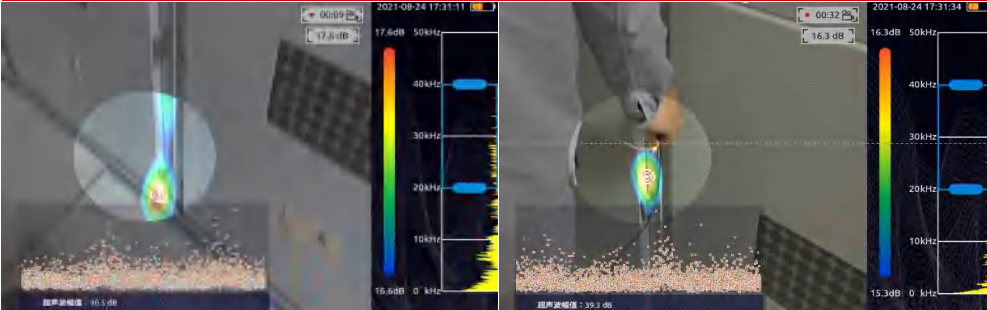 2021-08-24 17:31:11
00:09
17.6 dB
17.6dB 50kHz
40kHz
30kHz
20kHz
10kHz
16.6dB 0 kHz
超声波幅值：40.5 dB
2021-08-24 17:31:34
00:32
16.3 dB
16.3dB 50kHz
40kHz
30kHz
20kHz
10kHz
15.3dB 0 kHz
超声波幅值：39.3 dB